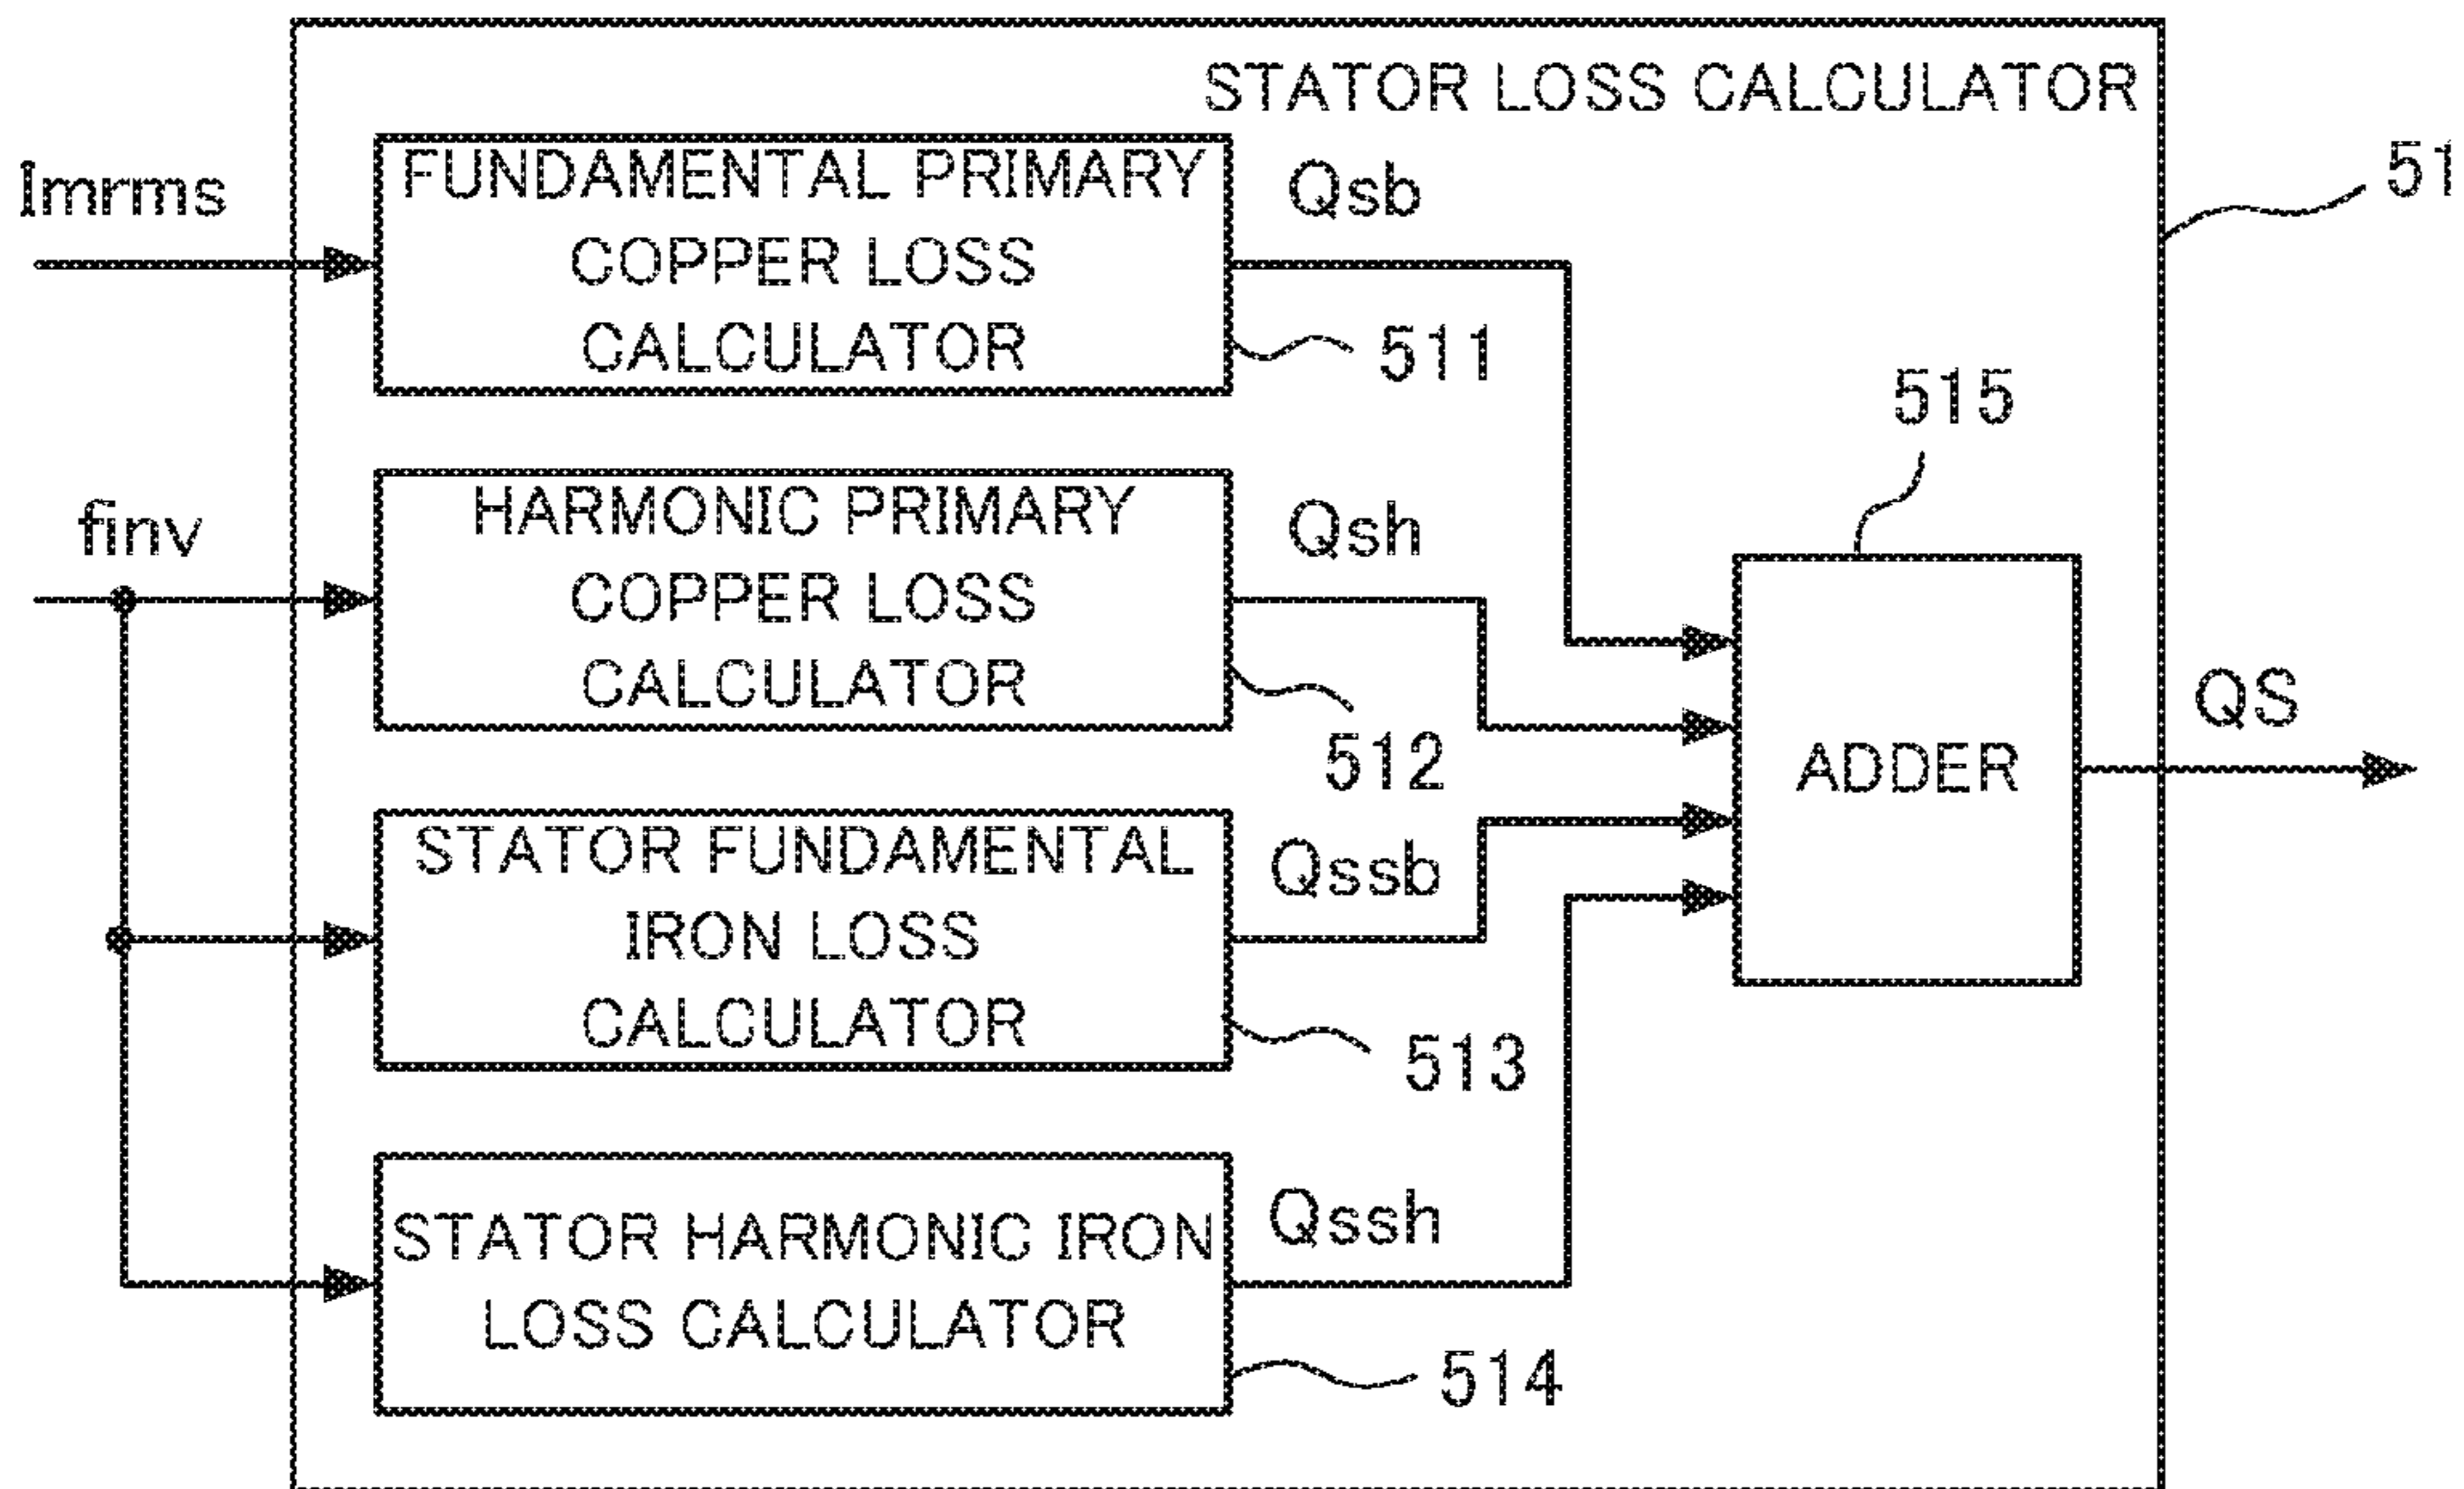 STATOR LOSS CALCULATOR
51
Imrms
FUNDAMENTAL PRIMARY
COPPER LOSS
CALCULATOR
Qsb
511
finv
HARMONIC PRIMARY
COPPER LOSS
CALCULATOR
Qsh
512
515
ADDER
QS
STATOR FUNDAMENTAL
IRON LOSS
CALCULATOR
Qssb
513
STATOR HARMONIC IRON
LOSS CALCULATOR
Qssh
514